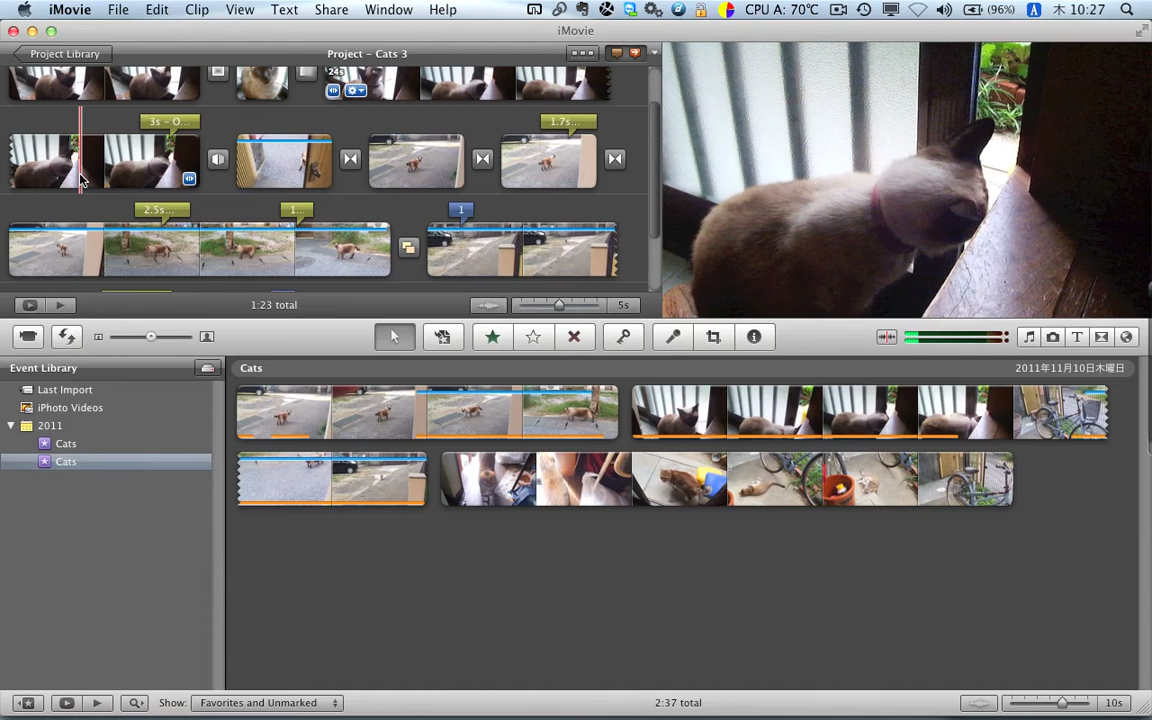 iMovie File Edit Clip View Text Share Window Help CPU A: 70℃ (96%) A 木 10:27
iMovie
Project Library
Project - Cats 3
24s
3s - O...
1.7s...
2.5s...
1...
1
1:23 total
5s
Event Library
Cats
2011年11月10日木曜日
Last Import
iPhoto Videos
2011
Cats
Cats
Show: Favorites and Unmarked
2:37 total
10s